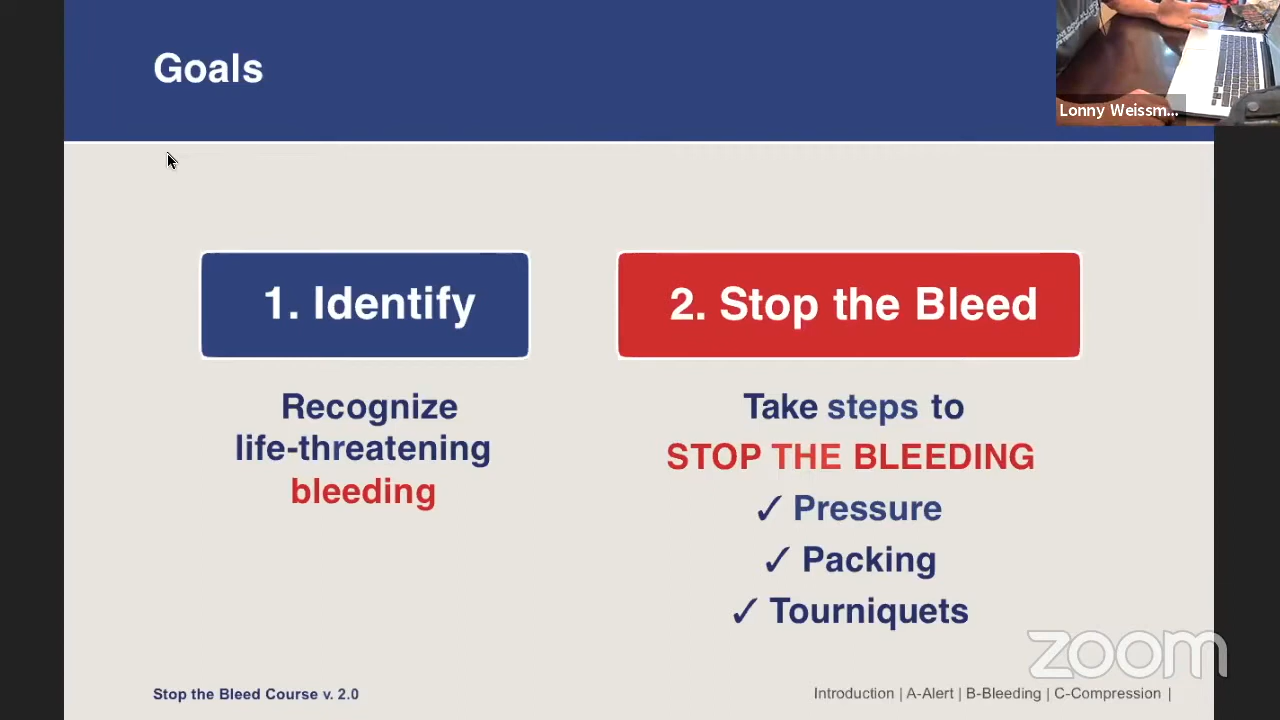 Goals
Lonny Weissm...
1. Identify
2. Stop the Bleed
Recognize
life-threatening
bleeding
Take steps to
STOP THE BLEEDING
✓ Pressure
✓ Packing
✓ Tourniquets
zoom
Stop the Bleed Course v. 2.0
Introduction | A-Alert | B-Bleeding | C-Compression |